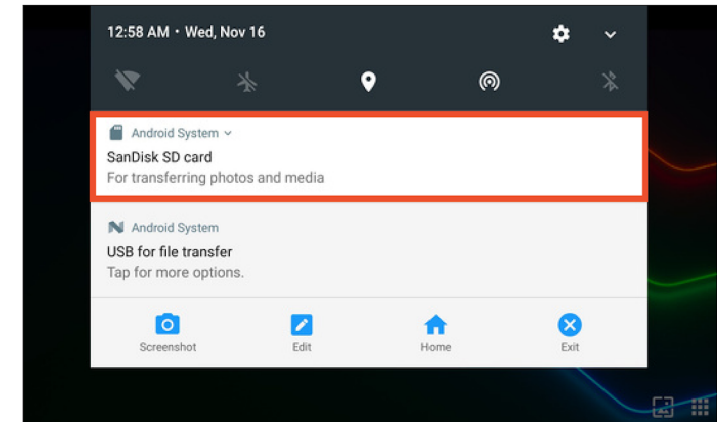 12:58 AM • Wed, Nov 16
Android System
SanDisk SD card
For transferring photos and media
Android System
USB for file transfer
Tap for more options.
Screenshot Edit Home Exit